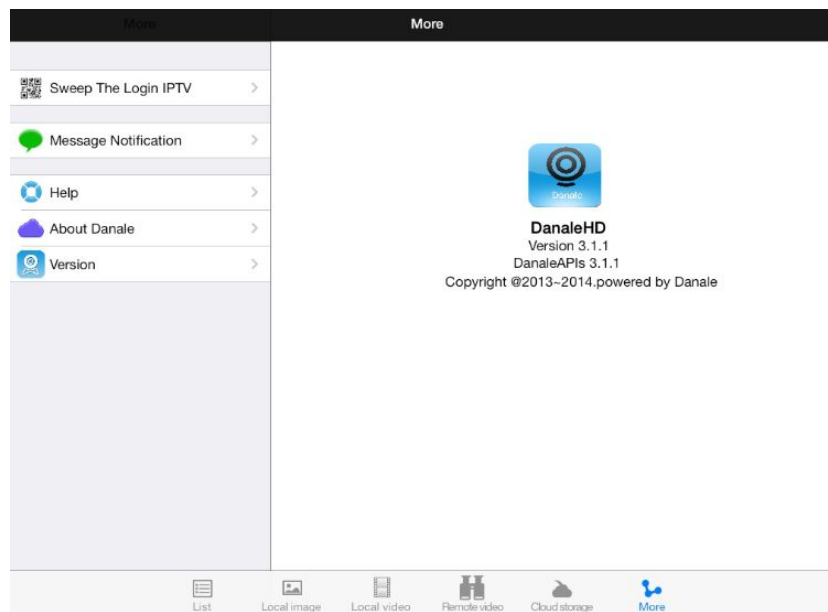 More
More
Sweep The Login IPTV
Message Notification
Help
About Danale
Version
Danale
DanaleHD
Version 3.1.1
DanaleAPIs 3.1.1
Copyright @2013~2014.powered by Danale
List
Local image
Local video
Remote video
Cloud storage
More